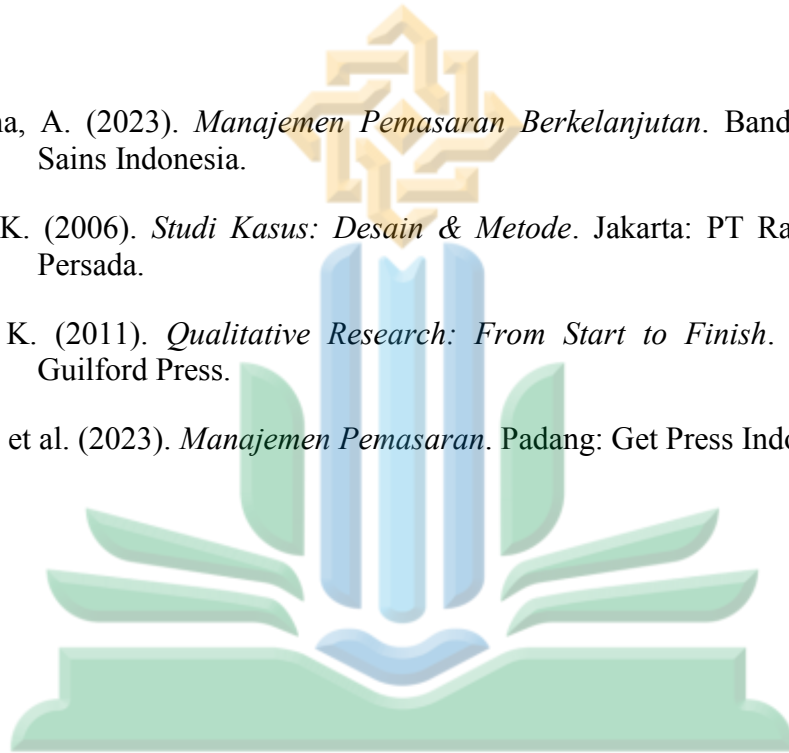 na, A. (2023). Manajemen Pemasaran Berkelanjutan. Band
Sains Indonesia.
K. (2006). Studi Kasus: Desain & Metode. Jakarta: PT Ra
Persada.
K. (2011). Qualitative Research: From Start to Finish.
Guilford Press.
et al. (2023). Manajemen Pemasaran. Padang: Get Press Indo